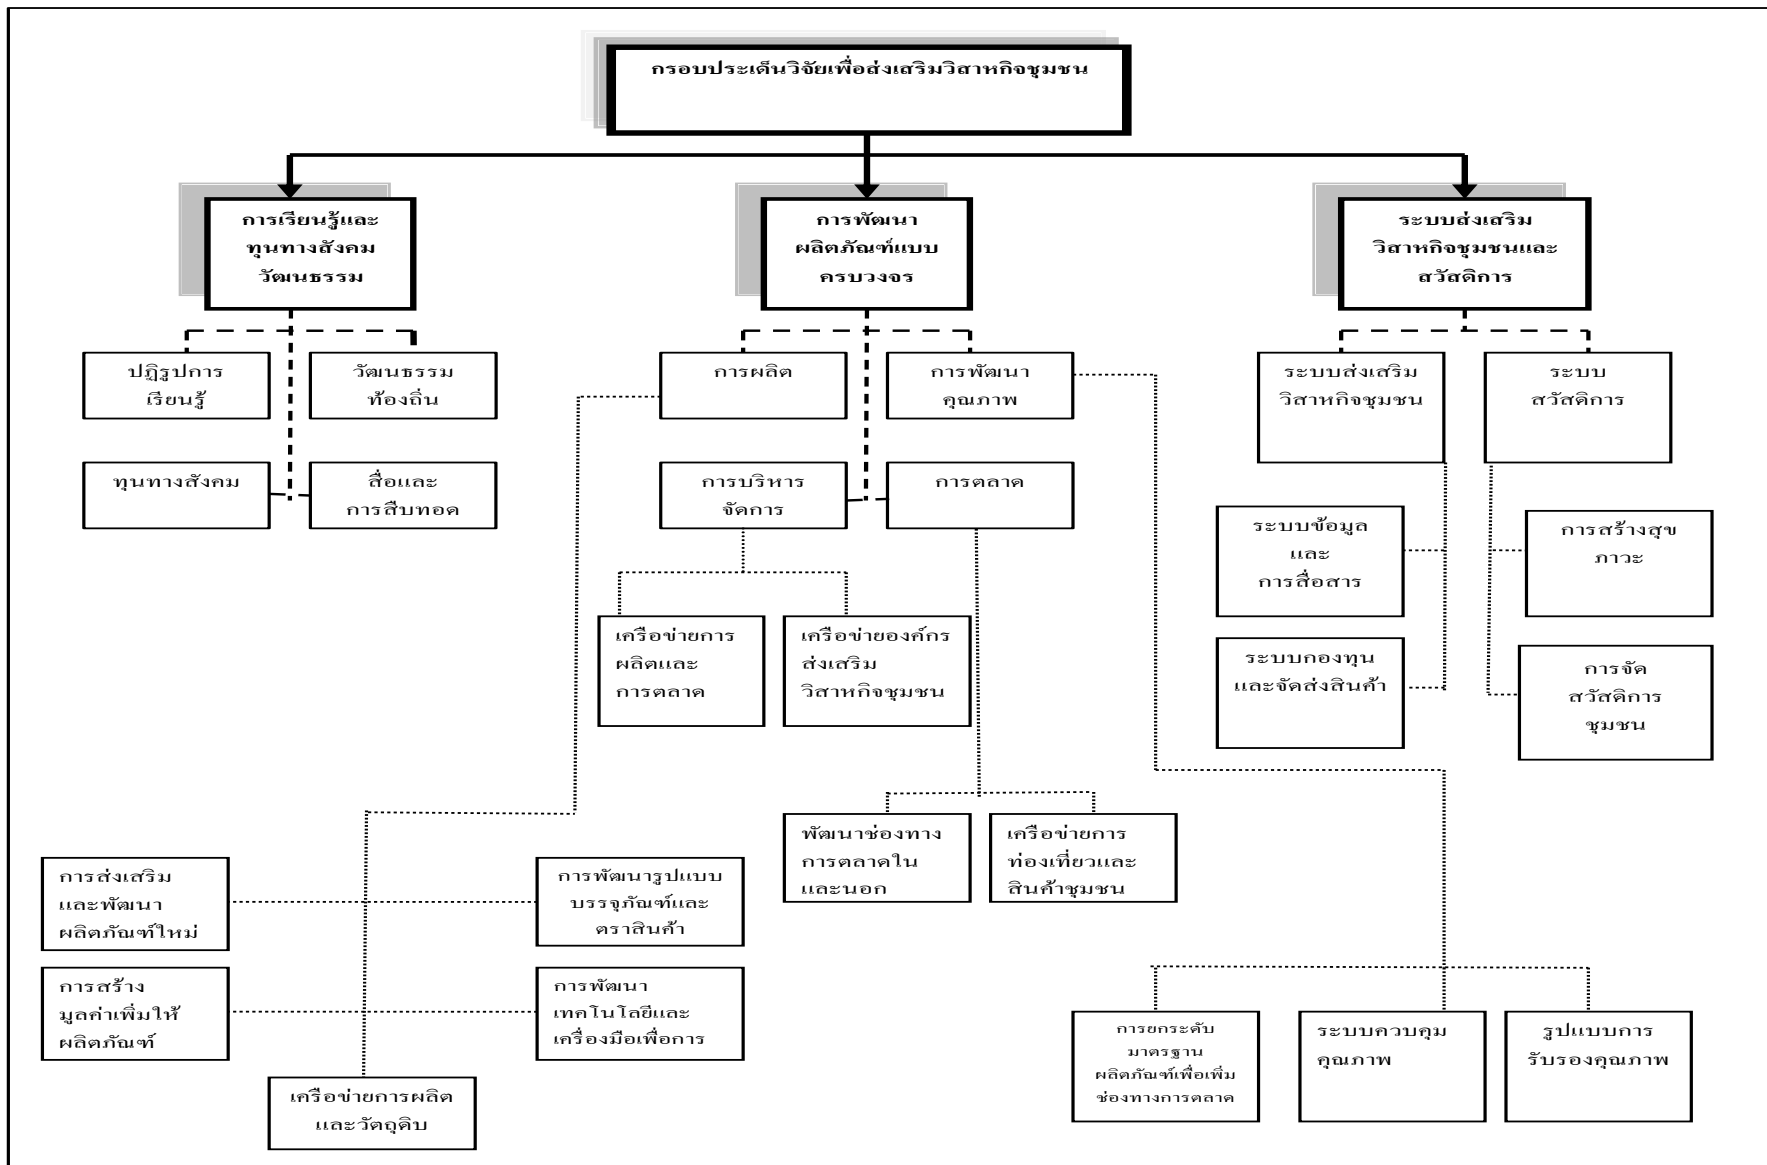 กรอบประเด็นวิจัยเพื่อส่งเสริมวิสาหกิจชุมชน
การเรียนรู้และ
ทุนทางสังคม
วัฒนธรรม
การพัฒนา
ผลิตภัณฑ์แบบ
ครบวงจร
ระบบส่งเสริม
วิสาหกิจชุมชนและ
สวัสดิการ
ปฏิรูปการ
เรียนรู้
วัฒนธรรม
ท้องถิ่น
การผลิต
การพัฒนา
คุณภาพ
ระบบส่งเสริม
วิสาหกิจชุมชน
ระบบ
สวัสดิการ
ทุนทางสังคม
สื่อและ
การสืบทอด
การบริหาร
จัดการ
การตลาด
ระบบข้อมูล
และ
การสื่อสาร
การสร้างสุข
ภาวะ
เครือข่ายการ
ผลิตและ
การตลาด
เครือข่ายองค์กร
ส่งเสริม
วิสาหกิจชุมชน
ระบบกองทุน
และจัดส่งสินค้า
การจัด
สวัสดิการ
ชุมชน
พัฒนาช่องทาง
การตลาดใน
และนอก
เครือข่ายการ
ท่องเที่ยวและ
สินค้าชุมชน
การส่งเสริม
และพัฒนา
ผลิตภัณฑ์ใหม่
การพัฒนารูปแบบ
บรรจุภัณฑ์และ
ตราสินค้า
การสร้าง
มูลค่าเพิ่มให้
ผลิตภัณฑ์
การพัฒนา
เทคโนโลยีและ
เครื่องมือเพื่อการ
เครือข่ายการผลิต
และวัตถุดิบ
การยกระดับ
มาตรฐาน
ผลิตภัณฑ์เพื่อเพิ่ม
ช่องทางการตลาด
ระบบควบคุม
คุณภาพ
รูปแบบการ
รับรองคุณภาพ